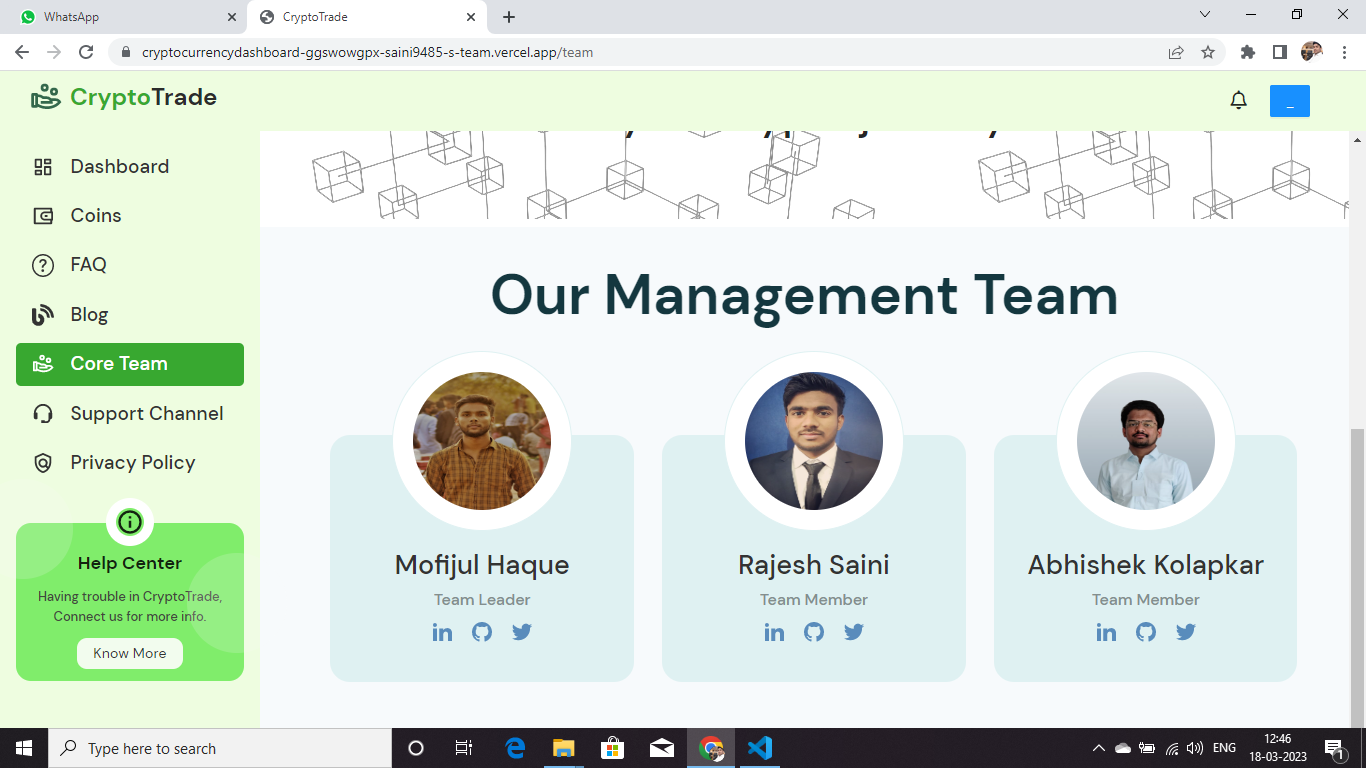 WhatsApp
CryptoTrade
cryptocurrencydashboard-ggswowgpx-saini9485-s-team.vercel.app/team
CryptoTrade
_
Dashboard
Coins
FAQ
Blog
Core Team
Support Channel
Privacy Policy
Help Center
Having trouble in CryptoTrade,
Connect us for more info.
Know More
Our Management Team
Mofijul Haque
Team Leader
Rajesh Saini
Team Member
Abhishek Kolapkar
Team Member
Type here to search
ENG
12:46
18-03-2023
1